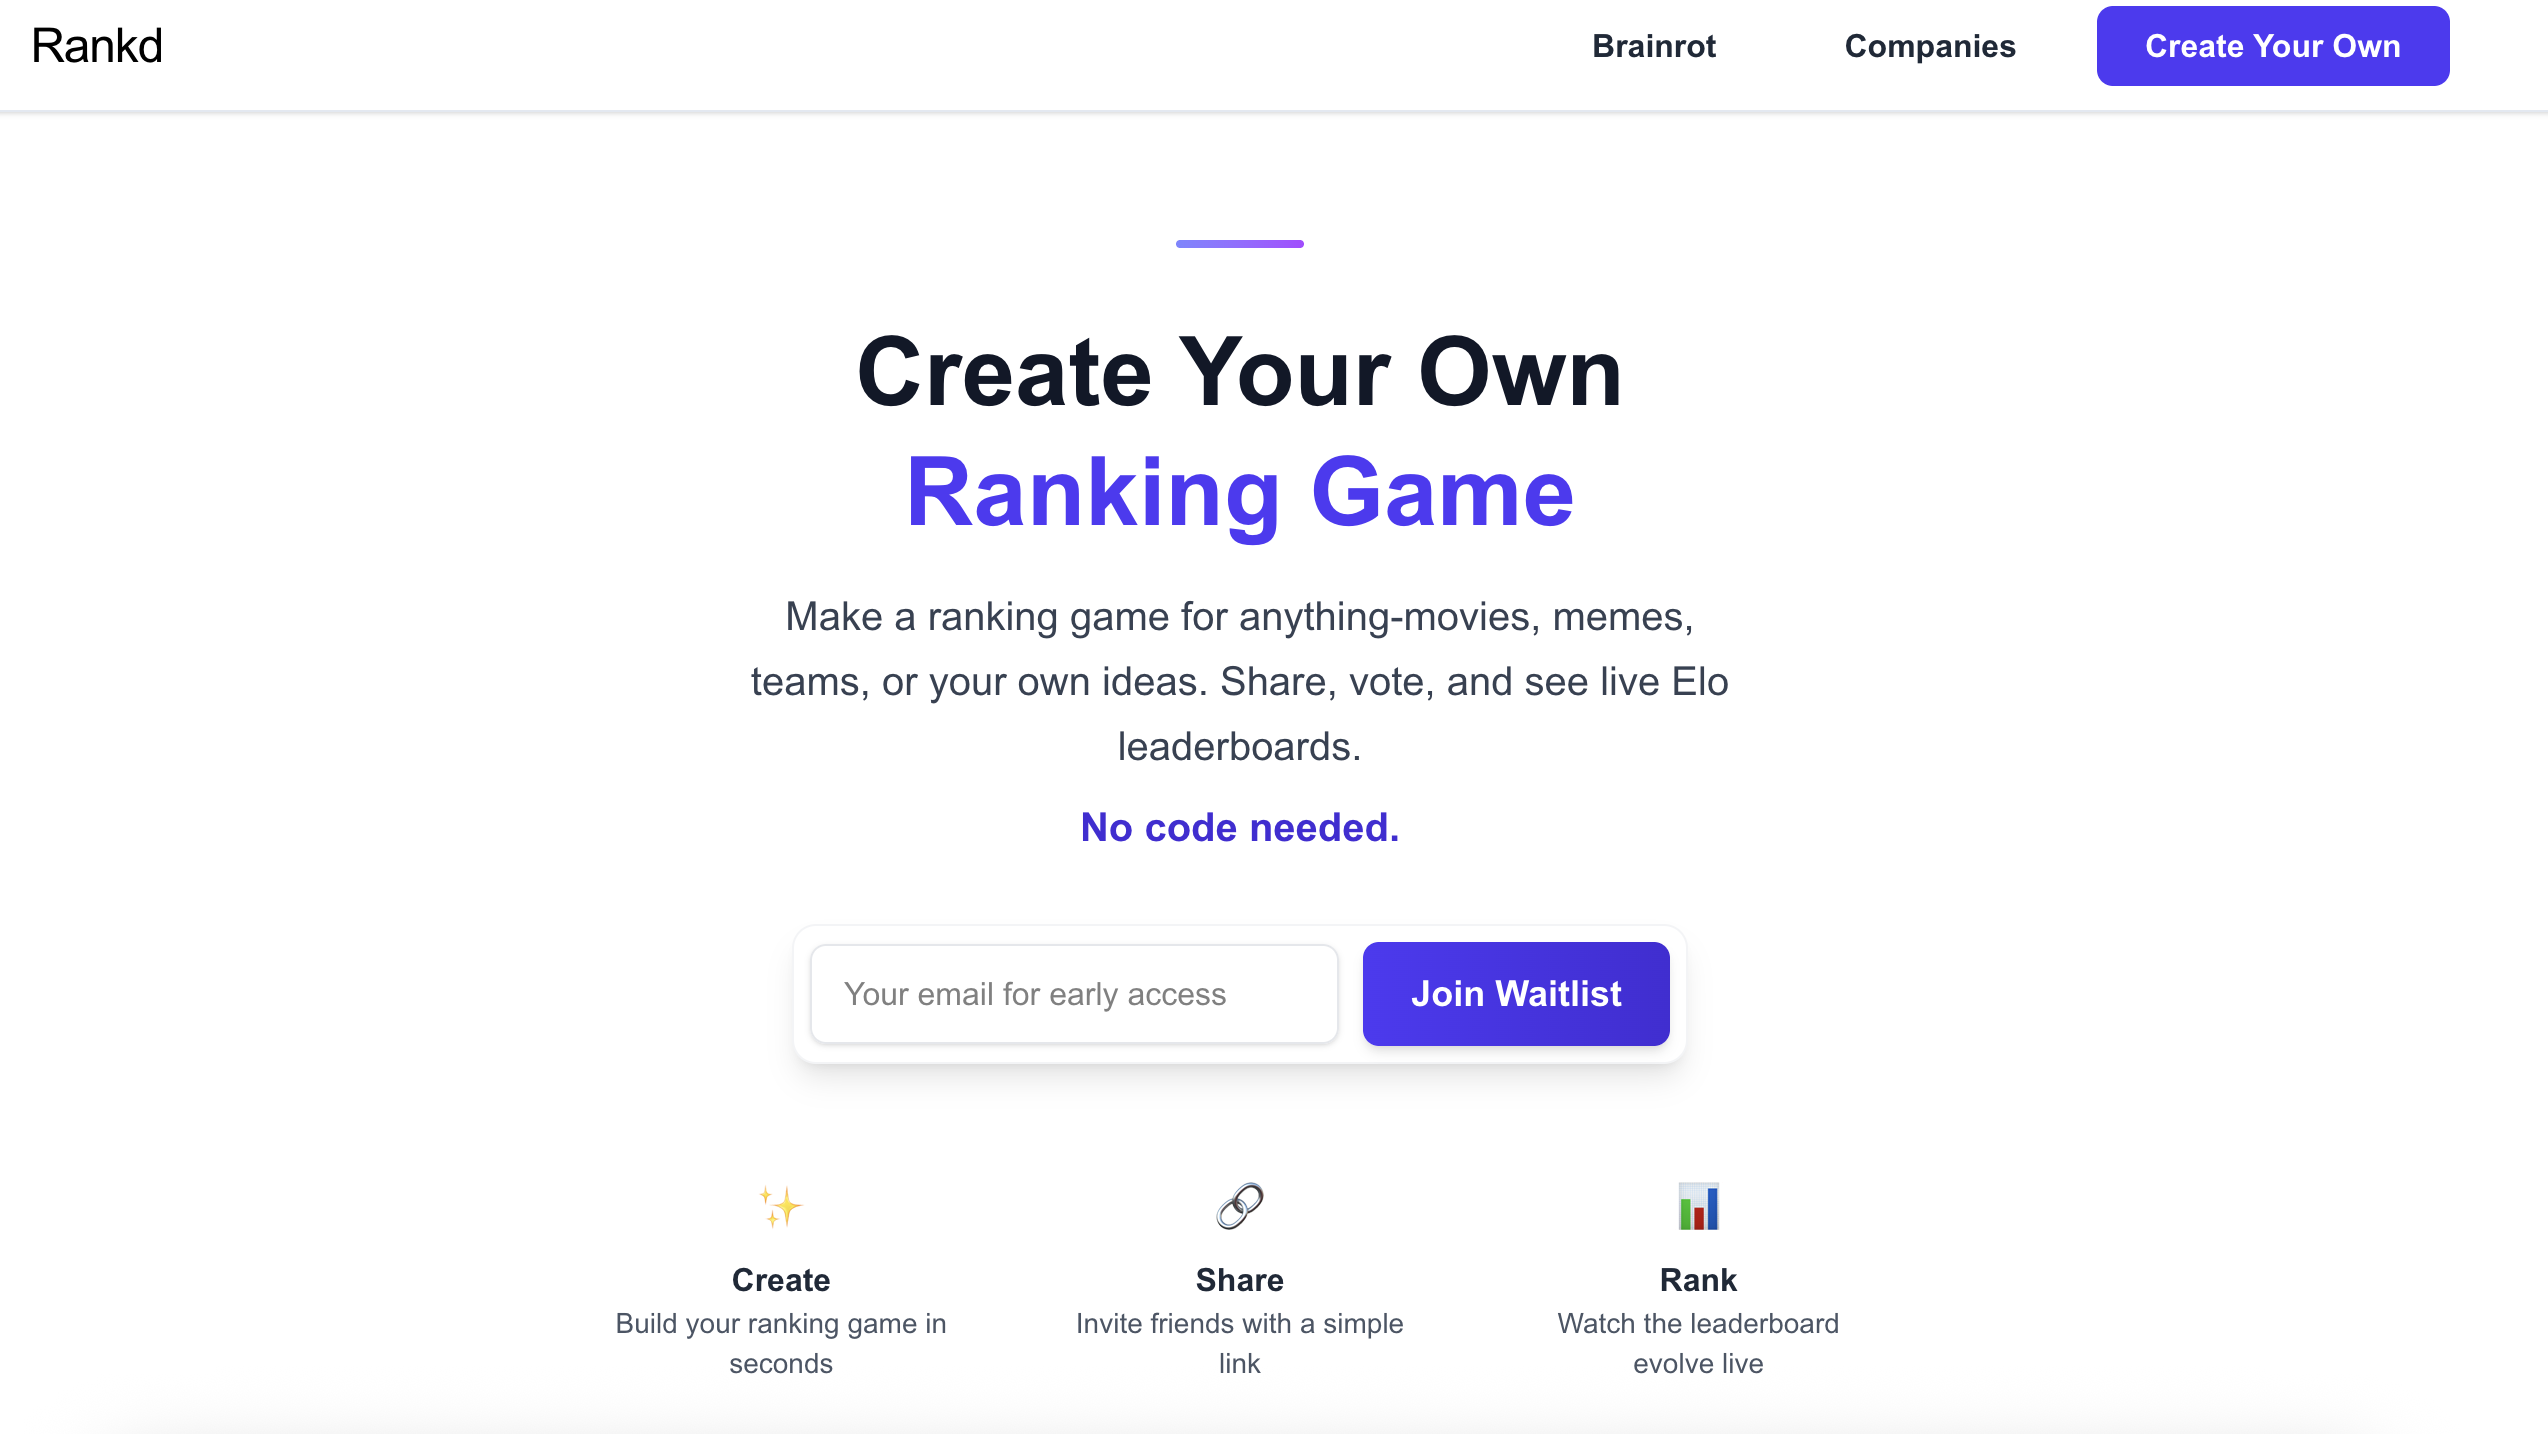 Rankd
Brainrot
Companies
Create Your Own
Create Your Own
Ranking Game
Make a ranking game for anything-movies, memes,
teams, or your own ideas. Share, vote, and see live Elo
leaderboards.
No code needed.
Your email for early access
Join Waitlist
Create
Build your ranking game in
seconds
Share
Invite friends with a simple
link
Rank
Watch the leaderboard
evolve live